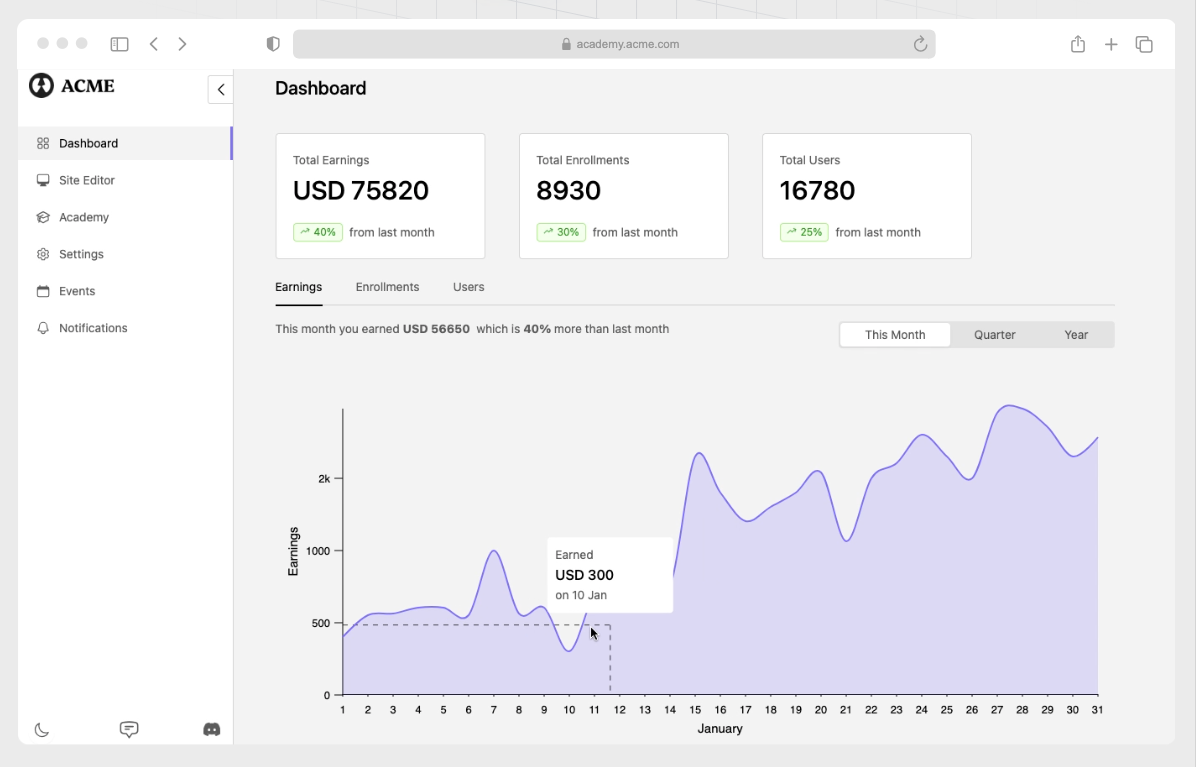 academy.acme.com
ACME
Dashboard
Site Editor
Academy
Settings
Events
Notifications
Dashboard
Total Earnings
USD 75820
40% from last month
Total Enrollments
8930
30% from last month
Total Users
16780
25% from last month
Earnings Enrollments Users
This month you earned USD 56650 which is 40% more than last month
This Month Quarter Year
Earnings
2k
1000
500
0
Earned
USD 300
on 10 Jan
1 2 3 4 5 6 7 8 9 10 11 12 13 14 15 16 17 18 19 20 21 22 23 24 25 26 27 28 29 30 31
January